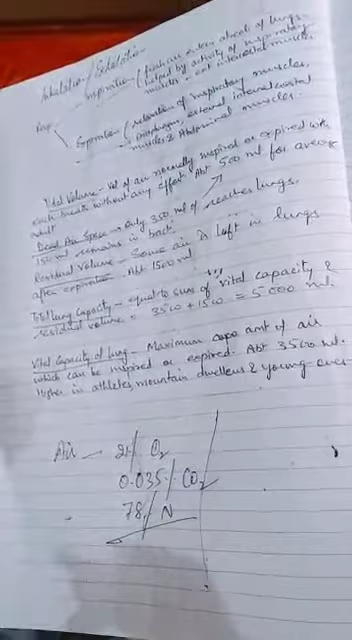 Inhalation / Exhalation
Resp
Inspiration (fresh air enters alveoli of lungs
helped by activity of inspiratory
muscles & ext intercostal muscles
Expiration (relaxation of inspiratory muscles,
→ Diaphragm, external intercostal
muscles & Abdominal muscles.
Tidal Volume - Vol of air normally inspired or expired with
each breath without any effort. Abt 500 ml for average
adult
Dead Air Space - Only 350 ml of reaches lungs,
150 ml remains in back.
Residual Volume - Some air is left in lungs
after expiration. Abt 1500 ml
Total lung Capacity - equal to sum of vital capacity &
residual volume = 3500 + 1500 = 5000 ml.
Vital Capacity of lung - Maximum amt of air
which can be inspired or expired. Abt 3500 ml.
Higher in athletes, mountain dwellers & young
Air - 21% O₂
0.035% CO₂
78% N